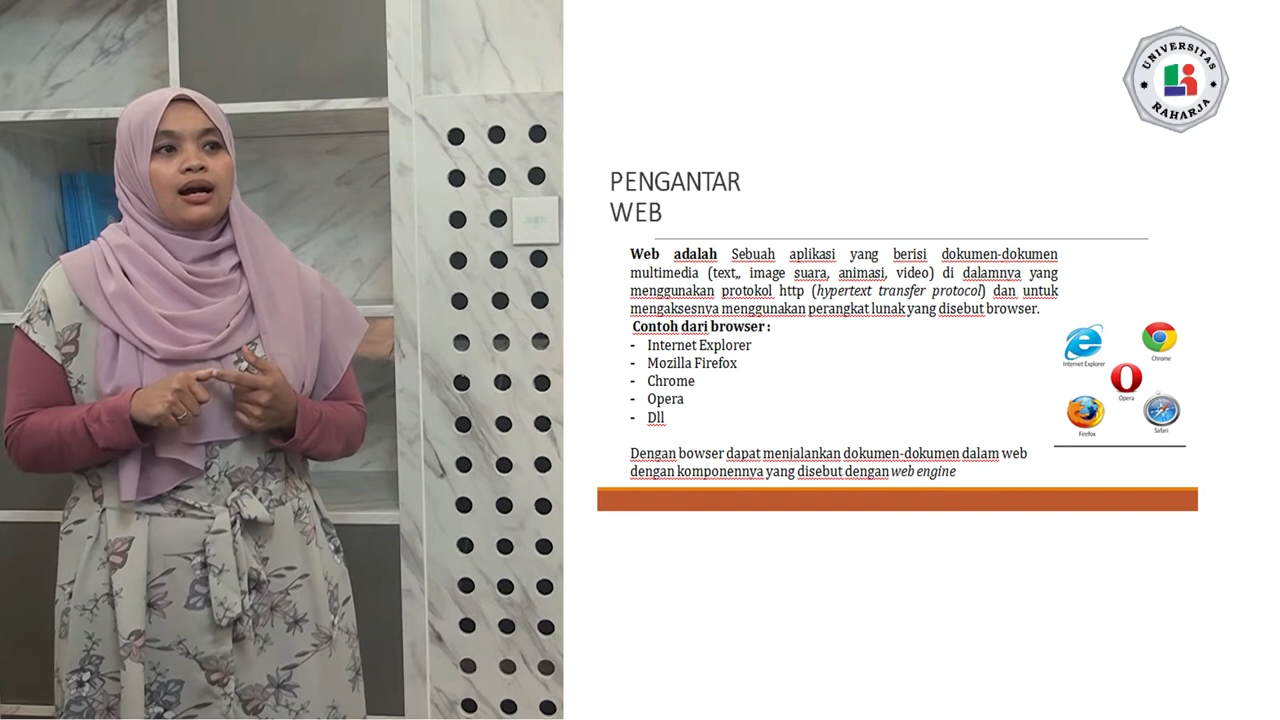 UNIVERSITAS
RAHARJA
PENGANTAR
WEB
Web adalah Sebuah aplikasi yang berisi dokumen-dokumen
multimedia (text,, image suara, animasi, video) di dalamnya yang
menggunakan protokol http (hypertext transfer protocol) dan untuk
mengaksesnya menggunakan perangkat lunak yang disebut browser.
Contoh dari browser :
- Internet Explorer
- Mozilla Firefox
- Chrome
- Opera
- Dll
Internet Explorer
Chrome
Opera
Firefox
Safari
Dengan bowser dapat menjalankan dokumen-dokumen dalam web
dengan komponennya yang disebut dengan web engine